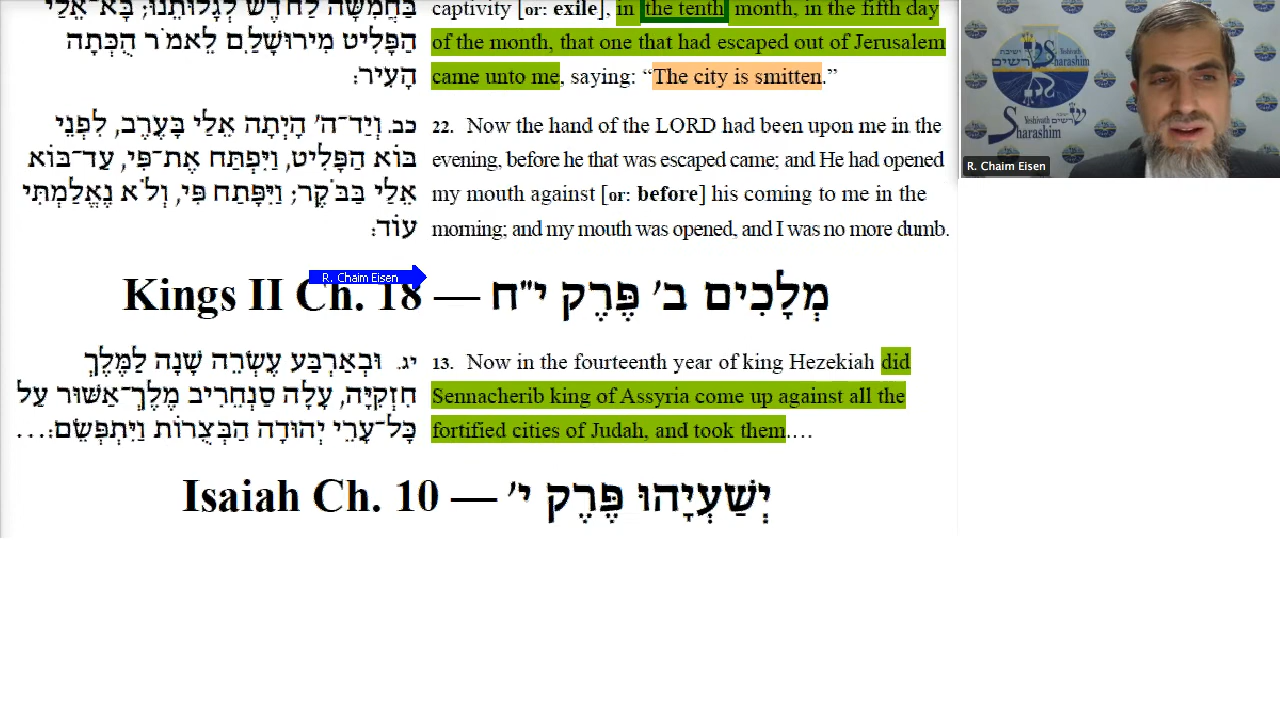 בַּחֲמִשָּׁה לַחֹדֶשׁ לְגָלוּתֵנוּ; בָּא־אֵלַי
הַפָּלִיט מִירוּשָׁלַ‍ִם לֵאמֹר הֻכְּתָה
הָעִיר:
captivity [or: exile], in the tenth month, in the fifth day
of the month, that one that had escaped out of Jerusalem
came unto me, saying: “The city is smitten.”
כב. וְיַד־ה' הָיְתָה אֵלַי בָּעֶרֶב, לִפְנֵי
בּוֹא הַפָּלִיט, וַיִּפְתַּח אֶת־פִּי, עַד־בּוֹא
אֵלַי בַּבֹּקֶר; וַיִּפָּתַח פִּי, וְלֹא נֶאֱלַמְתִּי
עוֹד:
22. Now the hand of the LORD had been upon me in the
evening, before he that was escaped came; and He had opened
my mouth against [or: before] his coming to me in the
morning; and my mouth was opened, and I was no more dumb.
R. Chaim Eisen
Kings II Ch. 18 — מְלָכִים ב' פֶּרֶק י"ח
יג. וּבְאַרְבַּע עֶשְׂרֵה שָׁנָה לַמֶּלֶךְ
חִזְקִיָּה, עָלָה סַנְחֵרִיב מֶלֶךְ־אַשּׁוּר עַל
כָּל־עָרֵי יְהוּדָה הַבְּצֻרוֹת וַיִּתְפְּשֵׂם:...
13. Now in the fourteenth year of king Hezekiah did
Sennacherib king of Assyria come up against all the
fortified cities of Judah, and took them....
Isaiah Ch. 10 — יְשַׁעְיָהוּ פֶּרֶק י'
ישיבת
שרשים
Yeshivath
Sharashim
R. Chaim Eisen